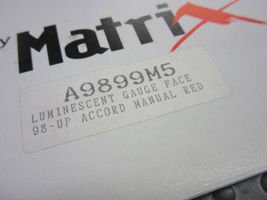 y Matrix
A9899M5
LUMINESCENT GAUGE FACE
98-UP ACCORD MANUAL RED